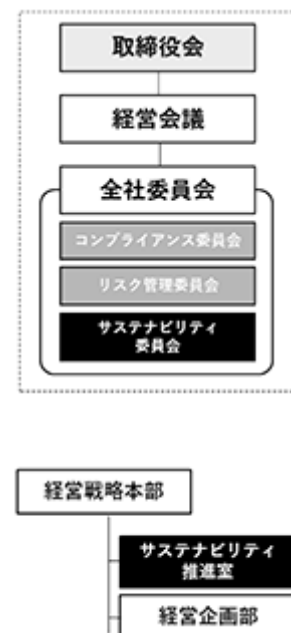 取締役会
経営会議
全社委員会
コンプライアンス委員会
リスク管理委員会
サステナビリティ
委員会
経営戦略本部
サステナビリティ
推進室
経営企画部